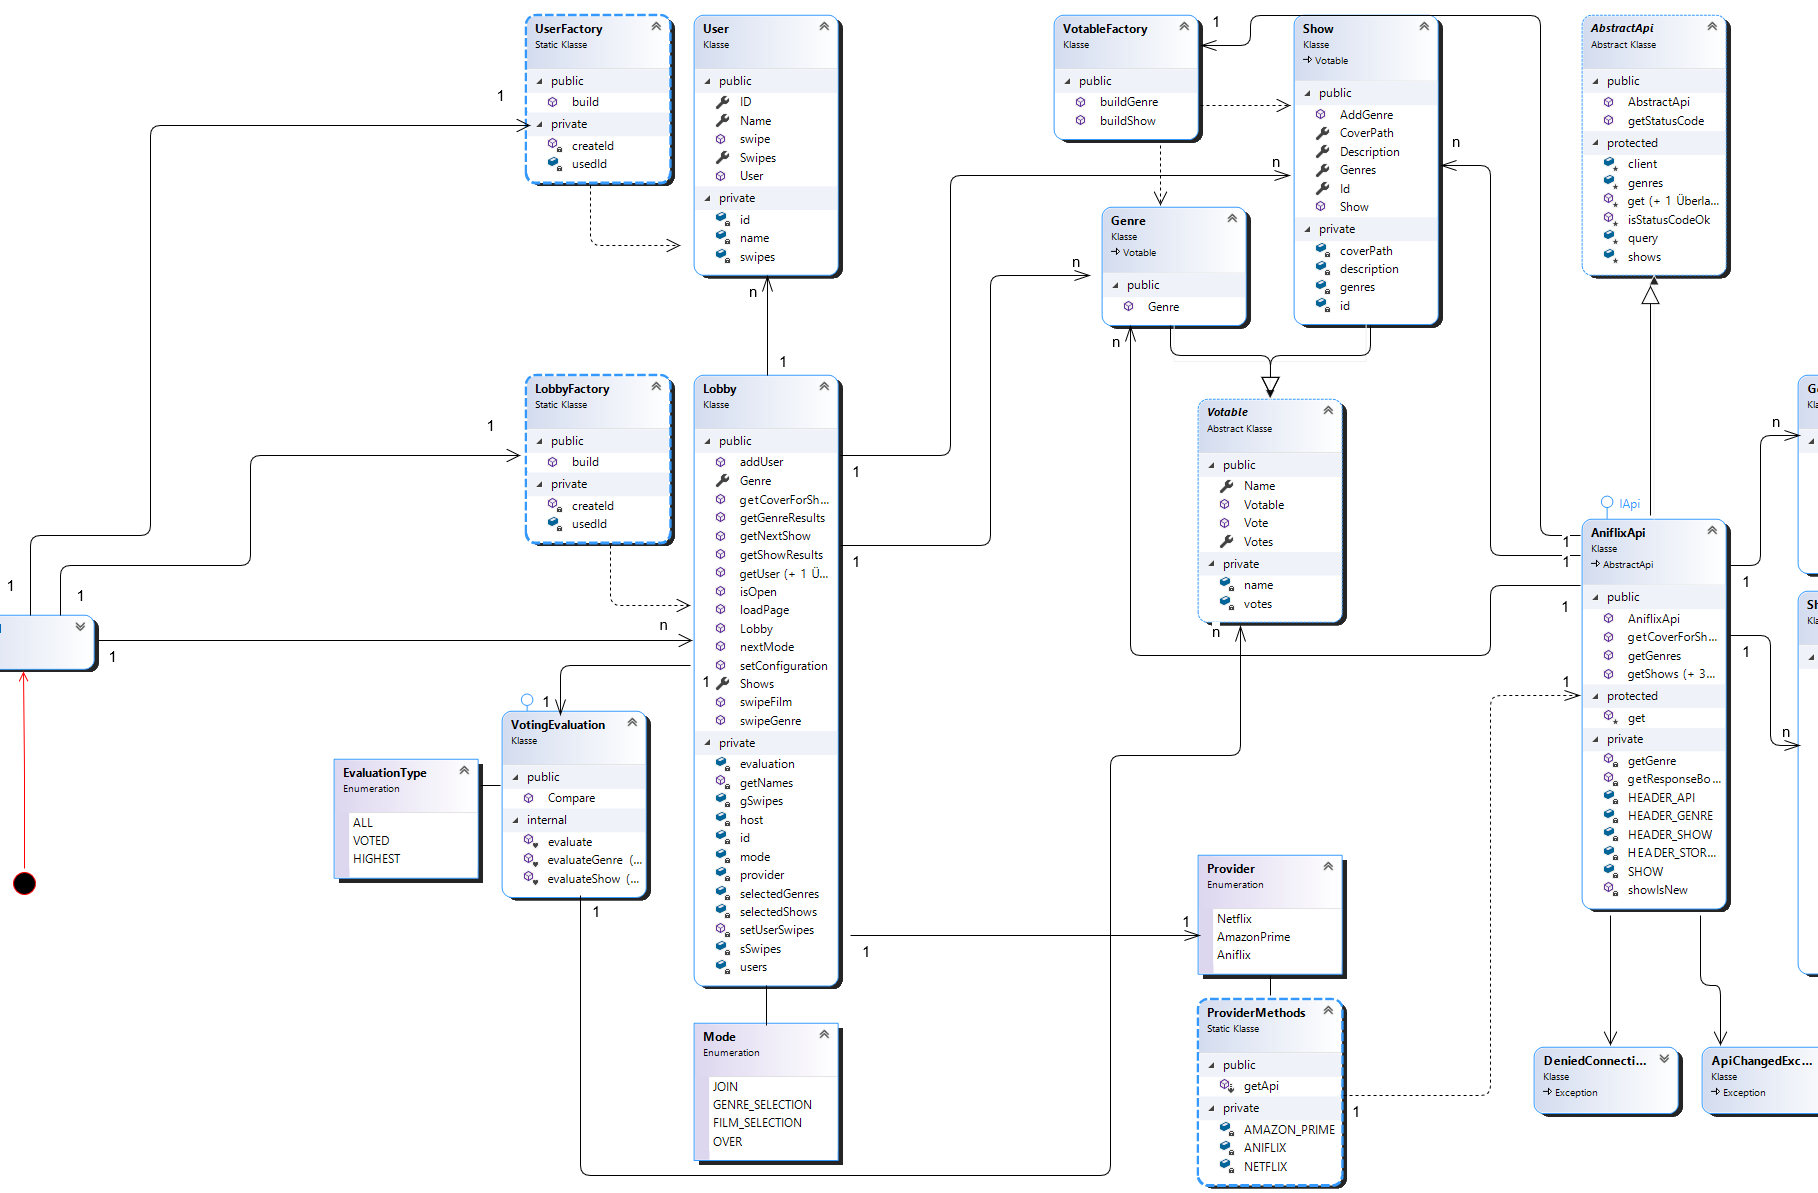 UserFactory
Static Klasse
public
build
private
createId
usedId
1
User
Klasse
public
ID
Name
swipe
Swipes
User
private
id
name
swipes
n
1
VotableFactory
Klasse
public
buildGenre
buildShow
1
Show
Klasse
Votable
public
AddGenre
CoverPath
Description
Genres
Id
Show
private
coverPath
description
genres
id
n
n
AbstractApi
Abstract Klasse
public
AbstractApi
getStatusCode
protected
client
genres
get (+ 1 Überla...
isStatusCodeOk
query
shows
Genre
Klasse
Votable
public
Genre
n
n
LobbyFactory
Static Klasse
public
build
private
createId
usedId
1
Lobby
Klasse
public
addUser
Genre
getCoverForSh...
getGenreResults
getNextShow
getShowResults
getUser (+ 1 Ü...
isOpen
loadPage
Lobby
nextMode
setConfiguration
Shows
swipeFilm
swipeGenre
private
evaluation
getNames
gSwipes
host
id
mode
provider
selectedGenres
selectedShows
setUserSwipes
sSwipes
users
1
1
1
1
n
Votable
Abstract Klasse
public
Name
Votable
Vote
Votes
private
name
votes
n
IApi
AniflixApi
Klasse
AbstractApi
public
AniflixApi
getCoverForSh...
getGenres
getShows (+ 3...
protected
get
private
getGenre
getResponseBo...
HEADER_API
HEADER_GENRE
HEADER_SHOW
HEADER_STOR...
SHOW
showIsNew
1
1
1
1
1
1
n
n
G
Kla
Sh
Kla
1
1
1
VotingEvaluation
Klasse
public
Compare
internal
evaluate
evaluateGenre (...
evaluateShow (...
1
1
EvaluationType
Enumeration
ALL
VOTED
HIGHEST
Provider
Enumeration
Netflix
AmazonPrime
Aniflix
1
ProviderMethods
Static Klasse
public
getApi
private
AMAZON_PRIME
ANIFLIX
NETFLIX
1
Mode
Enumeration
JOIN
GENRE_SELECTION
FILM_SELECTION
OVER
DeniedConnecti...
Klasse
Exception
ApiChangedExc...
Klasse
Exception